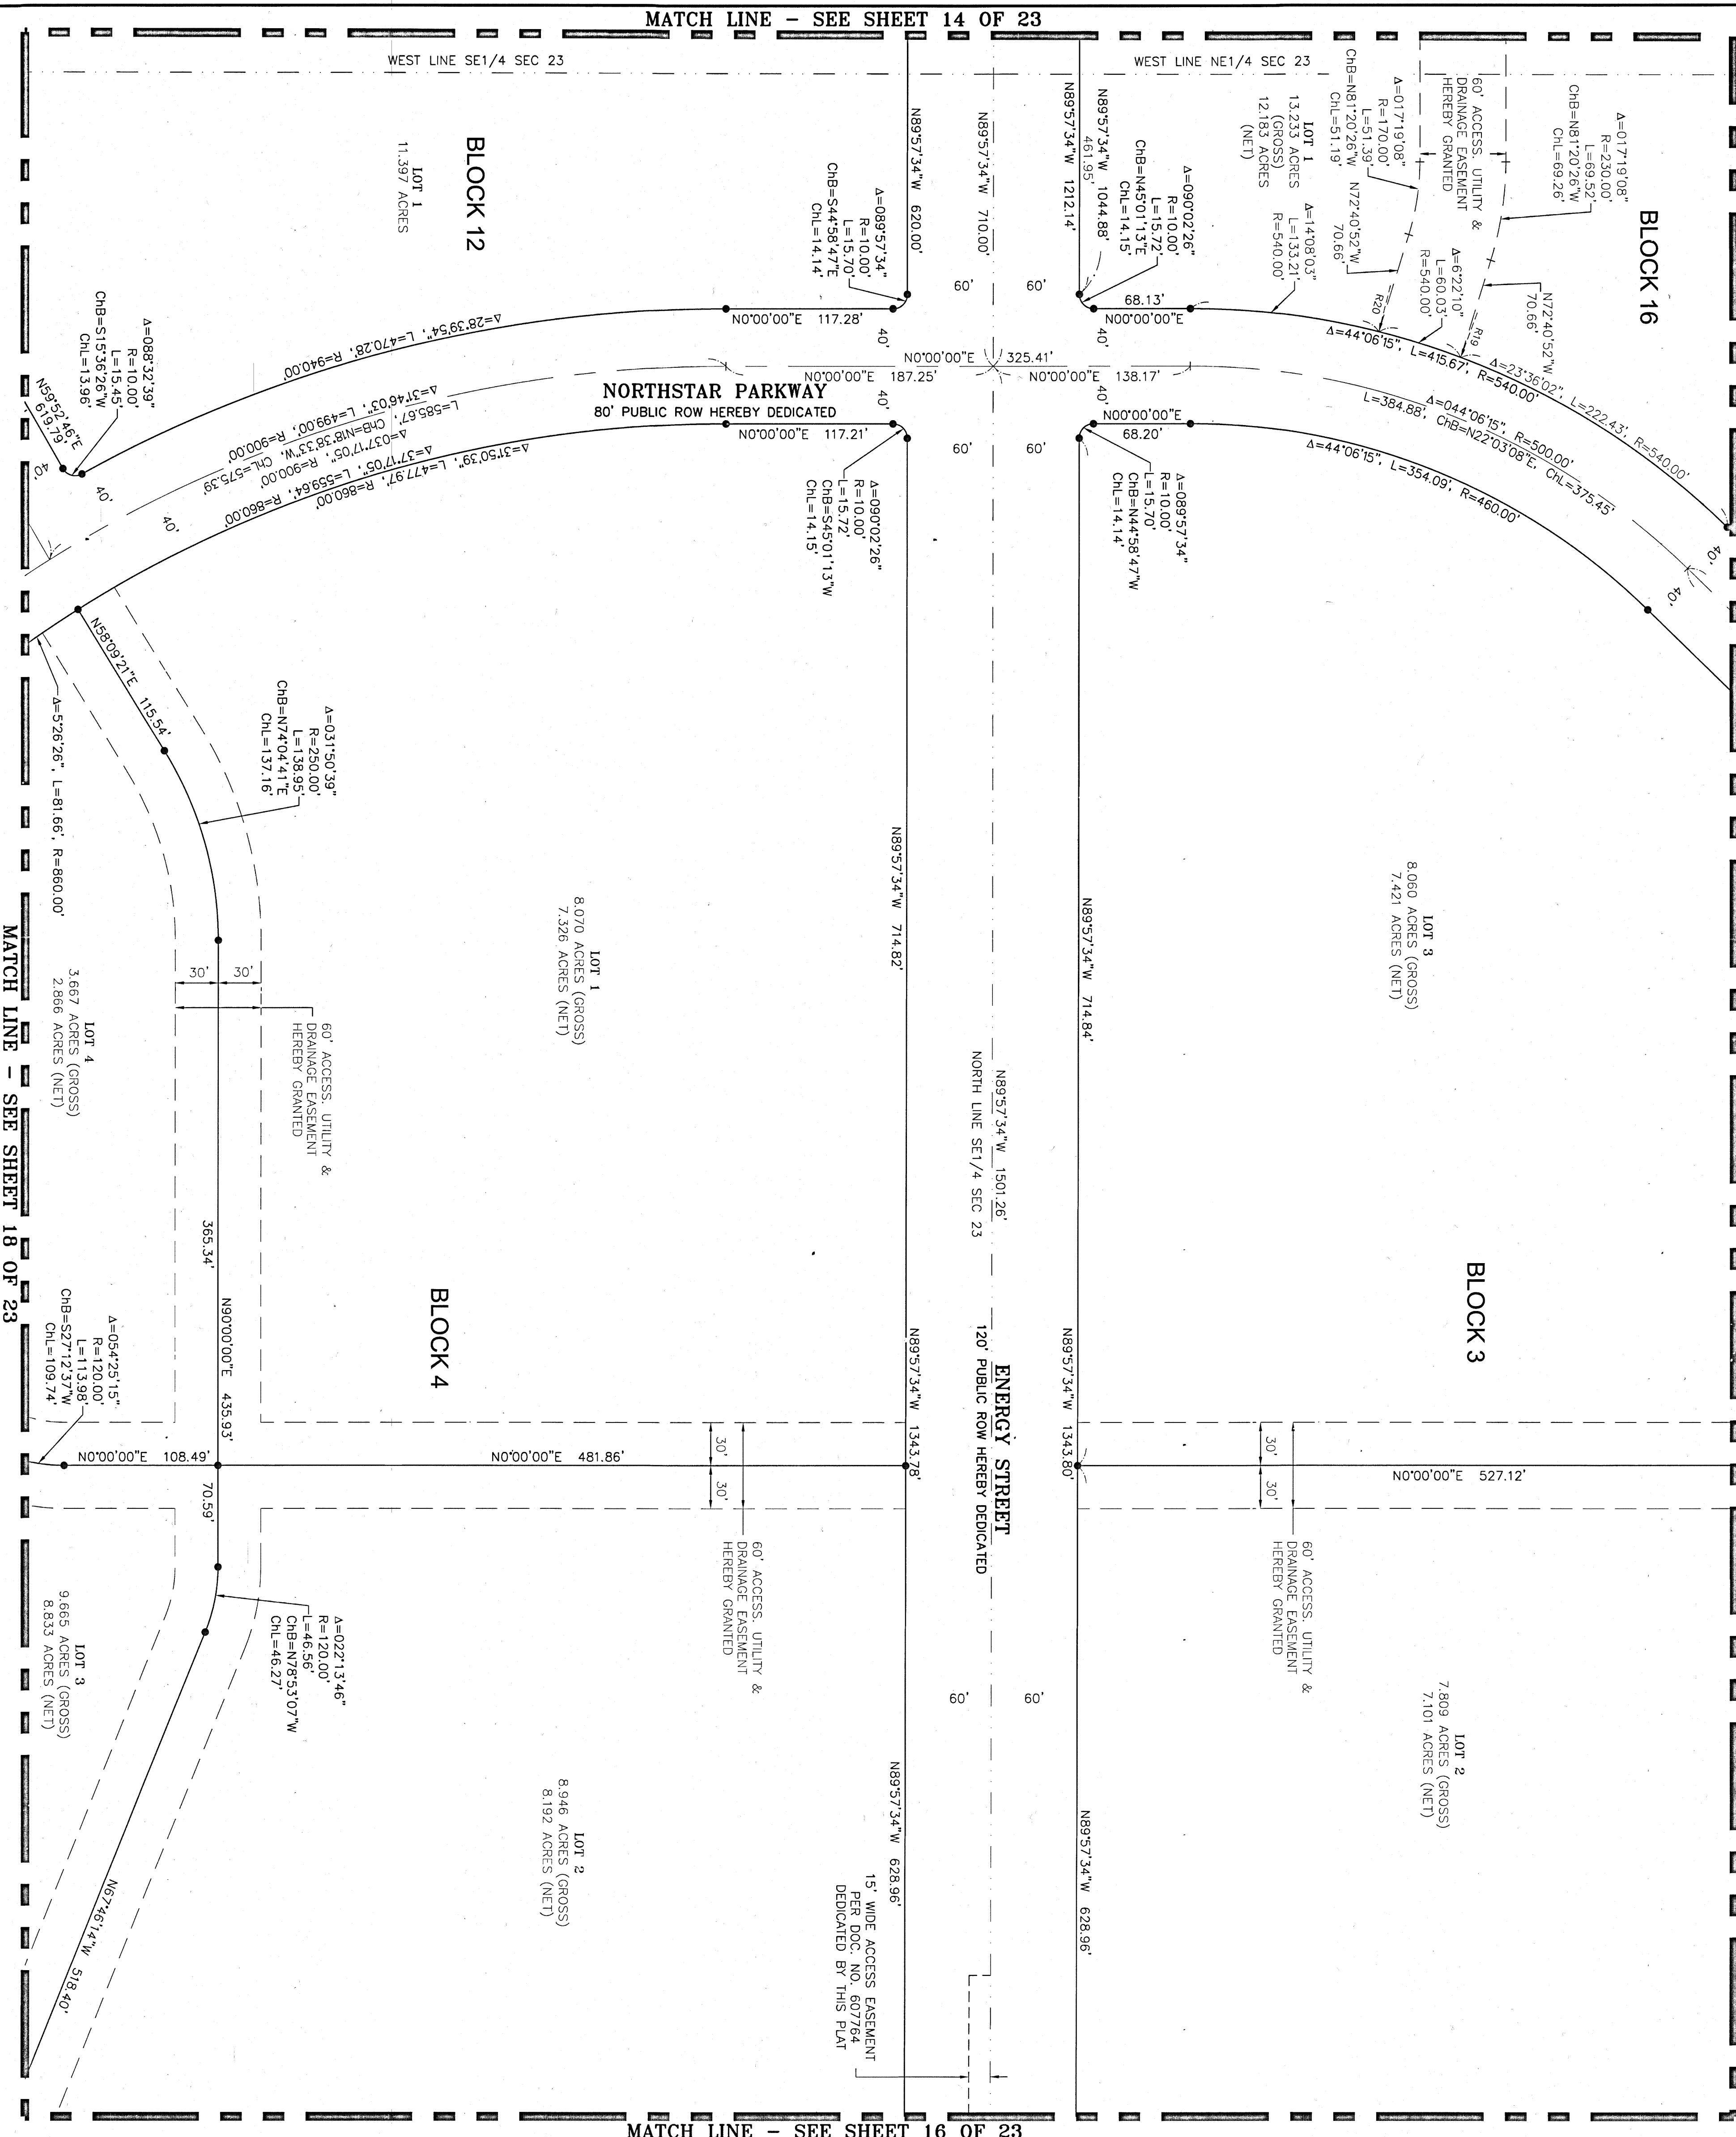 MATCH LINE – SEE SHEET 14 OF 23
WEST LINE SE1/4 SEC 23
WEST LINE NE1/4 SEC 23
BLOCK 16
Δ=017°19'08"
R=230.00'
L=69.52'
ChB=N81°20'26"W
ChL=69.26'
60' ACCESS. UTILITY &
DRAINAGE EASEMENT
HEREBY GRANTED
Δ=017°19'08"
R=170.00'
L=51.39'
ChB=N81°20'26"W
ChL=51.19'
N72°40'52"W
70.66'
N72°40'52"W
70.66'
R19
R20
Δ=6°22'10"
L=60.03'
R=540.00'
LOT 1
13.233 ACRES
(GROSS)
12.183 ACRES
(NET)
Δ=14°08'03"
L=133.21'
R=540.00'
Δ=090°02'26"
R=10.00'
L=15.72'
ChB=N45°01'13"E
ChL=14.15'
N89°57'34"W 1044.88'
461.95'
N89°57'34"W 1212.14'
N89°57'34"W 710.00'
N89°57'34"W 620.00'
60'
60'
Δ=089°57'34"
R=10.00'
L=15.70'
ChB=S44°58'47"E
ChL=14.14'
BLOCK 12
LOT 1
11.397 ACRES
68.13'
N00°00'00"E
N0°00'00"E 117.28'
40'
40'
N0°00'00"E 325.41'
N0°00'00"E 187.25'
N0°00'00"E 138.17'
NORTHSTAR PARKWAY
80' PUBLIC ROW HEREBY DEDICATED
40'
40'
N0°00'00"E 117.21'
N00°00'00"E
68.20'
60'
60'
Δ=23°36'02", L=222.43', R=540.00'
Δ=44°06'15", L=415.67', R=540.00'
Δ=044°06'15", R=500.00'
L=384.88', ChB=N22°03'08"E, ChL=375.45'
Δ=44°06'15", L=354.09', R=460.00'
40'
40'
Δ=28°39'54", L=470.28', R=940.00'
Δ=31°46'03", L=499.00', R=900.00'
L=585.67', ChB=N18°38'33"W, ChL=575.39'
Δ=037°17'05", R=900.00'
Δ=37°17'05", L=559.64', R=860.00'
Δ=31°50'39", L=477.97', R=860.00'
Δ=088°32'39"
R=10.00'
L=15.45'
ChB=S15°36'26"W
ChL=13.96'
N59°52'46"E
619.79'
40'
40'
40'
Δ=090°02'26"
R=10.00'
L=15.72'
ChB=S45°01'13"W
ChL=14.15'
Δ=089°57'34"
R=10.00'
L=15.70'
ChB=N44°58'47"W
ChL=14.14'
N58°09'21"E 115.54'
Δ=5°26'26", L=81.66', R=860.00'
Δ=031°50'39"
R=250.00'
L=138.95'
ChB=N74°04'41"E
ChL=137.16'
N89°57'34"W 714.82'
N89°57'34"W 714.84'
LOT 3
8.060 ACRES (GROSS)
7.421 ACRES (NET)
LOT 1
8.070 ACRES (GROSS)
7.326 ACRES (NET)
30'
30'
60' ACCESS. UTILITY &
DRAINAGE EASEMENT
HEREBY GRANTED
LOT 4
3.667 ACRES (GROSS)
2.866 ACRES (NET)
N89°57'34"W 1501.26'
NORTH LINE SE1/4 SEC 23
365.34'
N90°00'00"E 435.93'
BLOCK 3
BLOCK 4
N89°57'34"W 1343.80'
N89°57'34"W 1343.78'
ENERGY STREET
120' PUBLIC ROW HEREBY DEDICATED
Δ=054°25'15"
R=120.00'
L=113.98'
ChB=S27°12'37"W
ChL=109.74'
N0°00'00"E 108.49'
N0°00'00"E 481.86'
N0°00'00"E 527.12'
30'
30'
30'
30'
70.59'
60' ACCESS. UTILITY &
DRAINAGE EASEMENT
HEREBY GRANTED
60' ACCESS. UTILITY &
DRAINAGE EASEMENT
HEREBY GRANTED
Δ=022°13'46"
R=120.00'
L=46.56'
ChB=N78°53'07"W
ChL=46.27'
LOT 3
9.665 ACRES (GROSS)
8.833 ACRES (NET)
60'
60'
LOT 2
7.809 ACRES (GROSS)
7.101 ACRES (NET)
LOT 2
8.946 ACRES (GROSS)
8.192 ACRES (NET)
N89°57'34"W 628.96'
N89°57'34"W 628.96'
N67°46'14"W 518.40'
15' WIDE ACCESS EASEMENT
PER DOC. NO. 607764
DEDICATED BY THIS PLAT
MATCH LINE – SEE SHEET 18 OF 23
MATCH LINE – SEE SHEET 16 OF 23